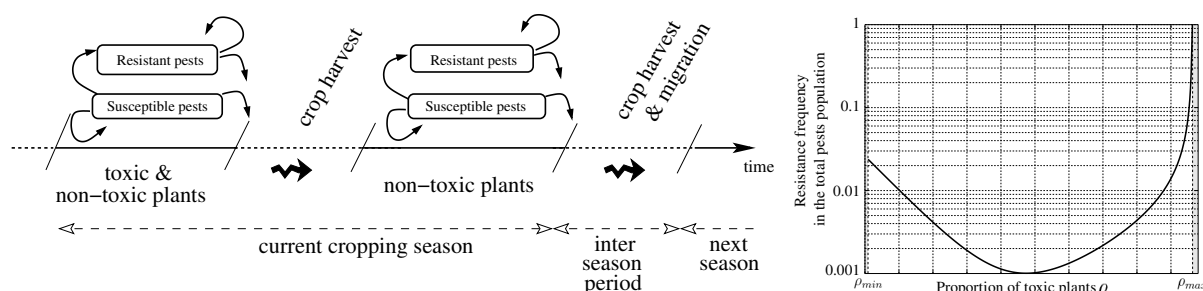 Resistant pests
Susceptible pests
toxic &
non−toxic plants
crop harvest
Resistant pests
Susceptible pests
non−toxic plants
crop harvest
& migration
time
current cropping season
inter
season
period
next
season
Resistance frequency
in the total pests population
1
0.1
0.01
0.001
ρmin
Proportion of toxic plants ρ
ρmax